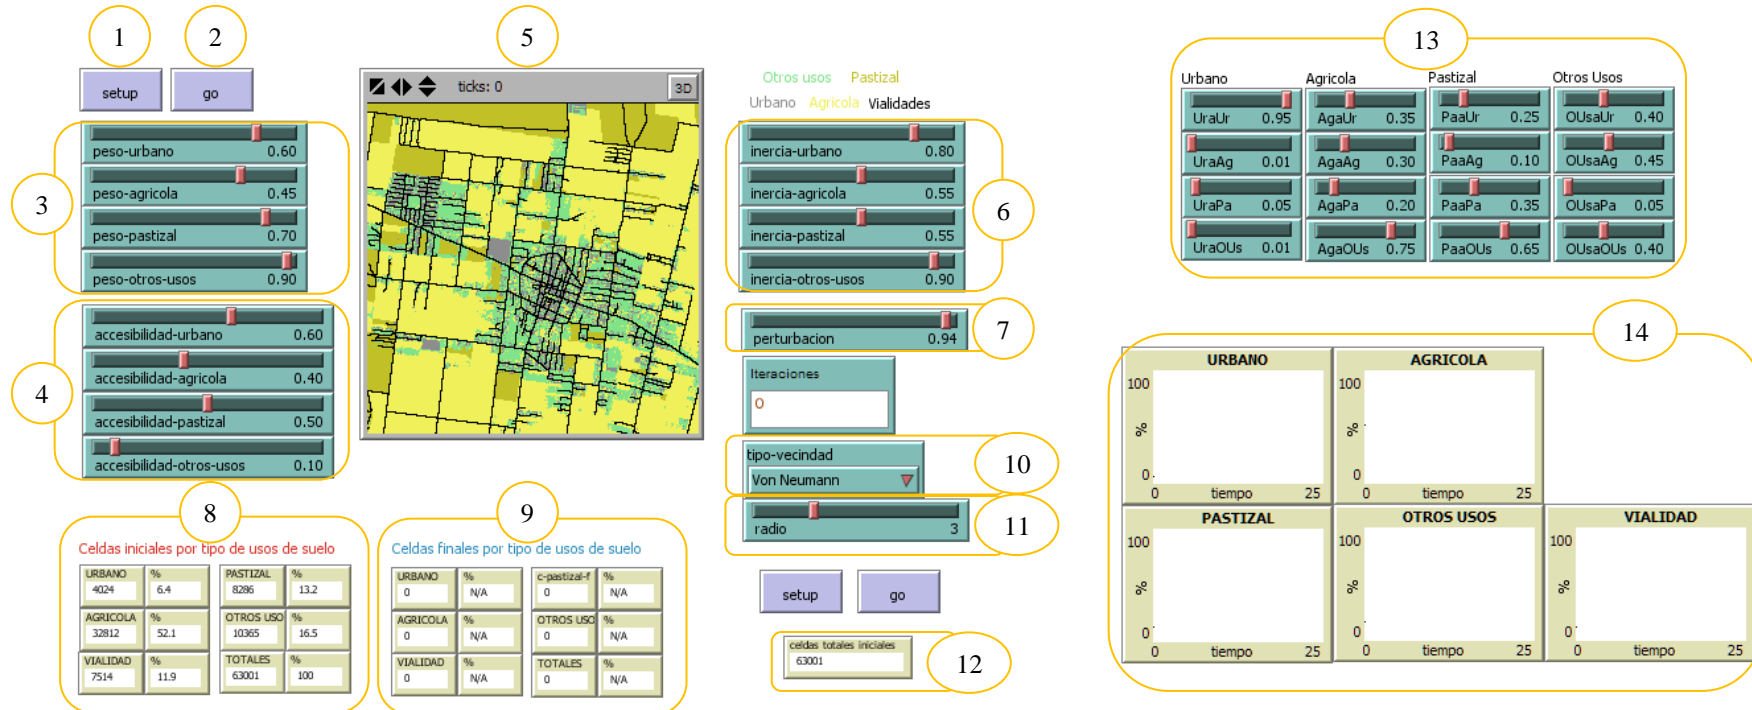 1
2
5
13
setup
go
ticks: 0
3D
Otros usos Pastizal
Urbano Agricola Vialidades
3
peso-urbano 0.60
peso-agricola 0.45
peso-pastizal 0.70
peso-otros-usos 0.90
4
accesibilidad-urbano 0.60
accesibilidad-agricola 0.40
accesibilidad-pastizal 0.50
accesibilidad-otros-usos 0.10
6
inercia-urbano 0.80
inercia-agricola 0.55
inercia-pastizal 0.55
inercia-otros-usos 0.90
7
perturbacion 0.94
Iteraciones
0
10
tipo-vecindad
Von Neumann
11
radio 3
setup
go
12
celdas totales iniciales
63001
Urbano Agricola Pastizal Otros Usos
UraUr 0.95 AgaUr 0.35 PaaUr 0.25 OUsaUr 0.40
UraAg 0.01 AgaAg 0.30 PaaAg 0.10 OUsaAg 0.45
UraPa 0.05 AgaPa 0.20 PaaPa 0.35 OUsaPa 0.05
UraOUs 0.01 AgaOUs 0.75 PaaOUs 0.65 OUsaOUs 0.40
8
Celdas iniciales por tipo de usos de suelo
URBANO % PASTIZAL %
4024 6.4 8286 13.2
AGRICOLA % OTROS USO %
32812 52.1 10365 16.5
VIALIDAD % TOTALES %
7514 11.9 63001 100
9
Celdas finales por tipo de usos de suelo
URBANO % c-pastizal-f %
0 N/A 0 N/A
AGRICOLA % OTROS USO %
0 N/A 0 N/A
VIALIDAD % TOTALES %
0 N/A 0 N/A
14
URBANO
100
%
0
0 tiempo 25
AGRICOLA
100
%
0
0 tiempo 25
PASTIZAL
100
%
0
0 tiempo 25
OTROS USOS
100
%
0
0 tiempo 25
VIALIDAD
100
%
0
0 tiempo 25